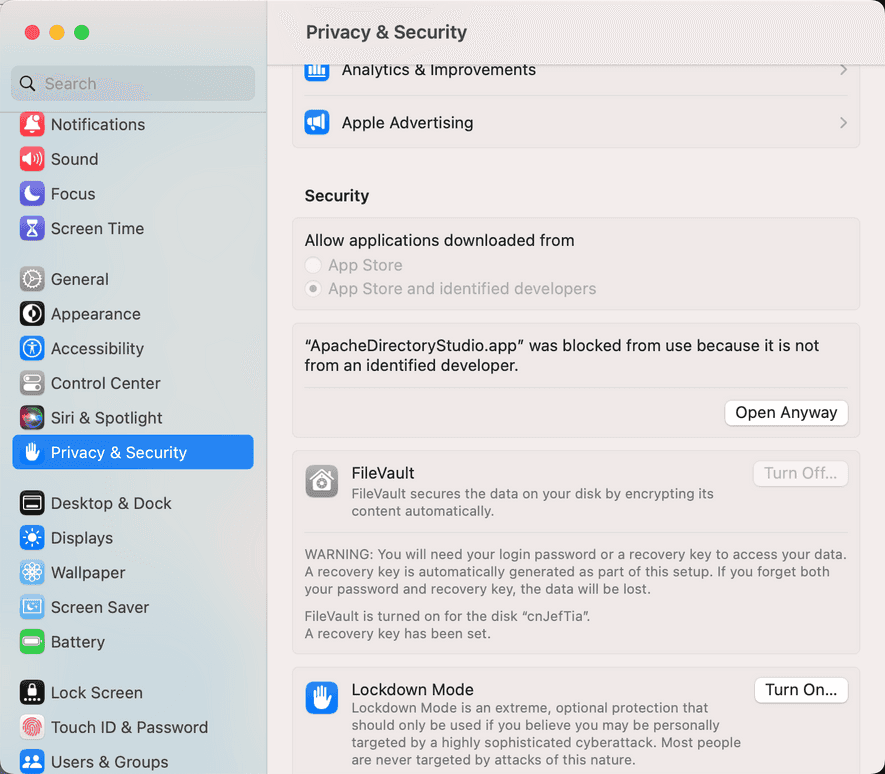 Search
Notifications
Sound
Focus
Screen Time
General
Appearance
Accessibility
Control Center
Siri & Spotlight
Privacy & Security
Desktop & Dock
Displays
Wallpaper
Screen Saver
Battery
Lock Screen
Touch ID & Password
Users & Groups
Privacy & Security
Analytics & Improvements
Apple Advertising
Security
Allow applications downloaded from
App Store
App Store and identified developers
“ApacheDirectoryStudio.app” was blocked from use because it is not
from an identified developer.
Open Anyway
FileVault
Turn Off...
FileVault secures the data on your disk by encrypting its
content automatically.
WARNING: You will need your login password or a recovery key to access your data.
A recovery key is automatically generated as part of this setup. If you forget both
your password and recovery key, the data will be lost.
FileVault is turned on for the disk “cnJefTia”.
A recovery key has been set.
Lockdown Mode
Turn On...
Lockdown Mode is an extreme, optional protection that
should only be used if you believe you may be personally
targeted by a highly sophisticated cyberattack. Most people
are never targeted by attacks of this nature.